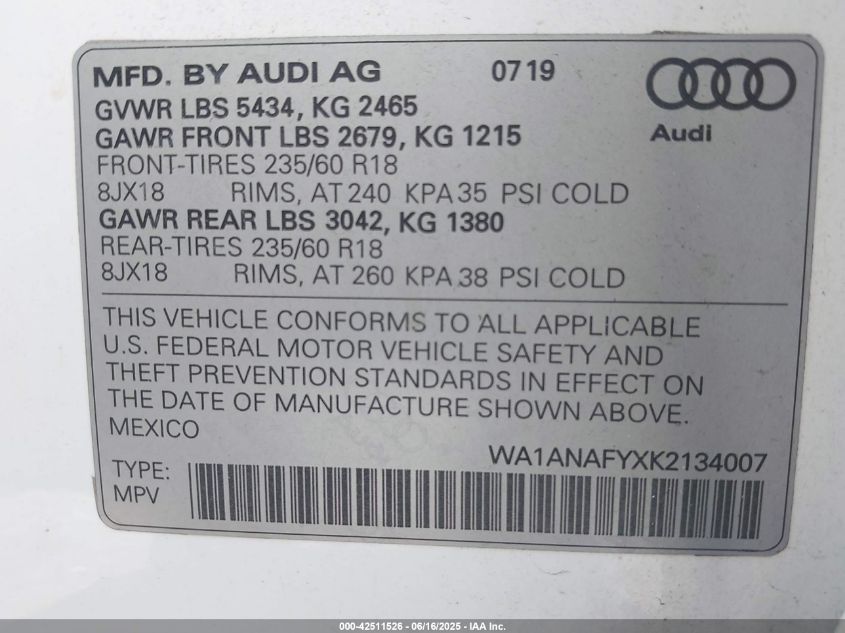 MFD. BY AUDI AG 0719
GVWR LBS 5434, KG 2465
GAWR FRONT LBS 2679, KG 1215
Audi
FRONT-TIRES 235/60 R18
8JX18 RIMS, AT 240 KPA 35 PSI COLD
GAWR REAR LBS 3042, KG 1380
REAR-TIRES 235/60 R18
8JX18 RIMS, AT 260 KPA 38 PSI COLD
THIS VEHICLE CONFORMS TO ALL APPLICABLE
U.S. FEDERAL MOTOR VEHICLE SAFETY AND
THEFT PREVENTION STANDARDS IN EFFECT ON
THE DATE OF MANUFACTURE SHOWN ABOVE.
MEXICO
WA1ANAFYXK2134007
TYPE:
MPV
000-42511526 - 06/16/2025 - IAA Inc.